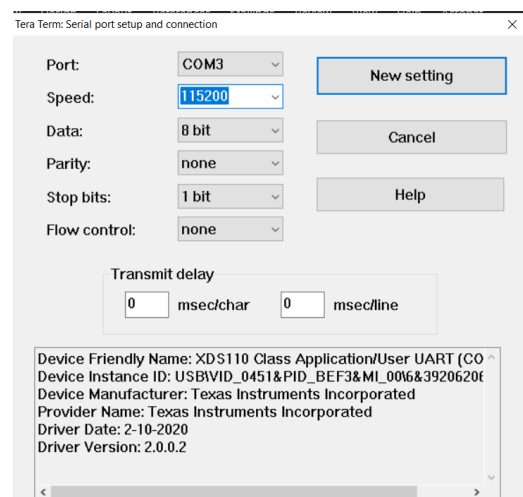 Tera Term: Serial port setup and connection
Port: COM3
New setting
Speed: 115200
Data: 8 bit
Cancel
Parity: none
Stop bits: 1 bit
Help
Flow control: none
Transmit delay
0 msec/char 0 msec/line
Device Friendly Name: XDS110 Class Application/User UART (CO
Device Instance ID: USB\VID_0451&PID_BEF3&MI_00\6&39206206
Device Manufacturer: Texas Instruments Incorporated
Provider Name: Texas Instruments Incorporated
Driver Date: 2-10-2020
Driver Version: 2.0.0.2